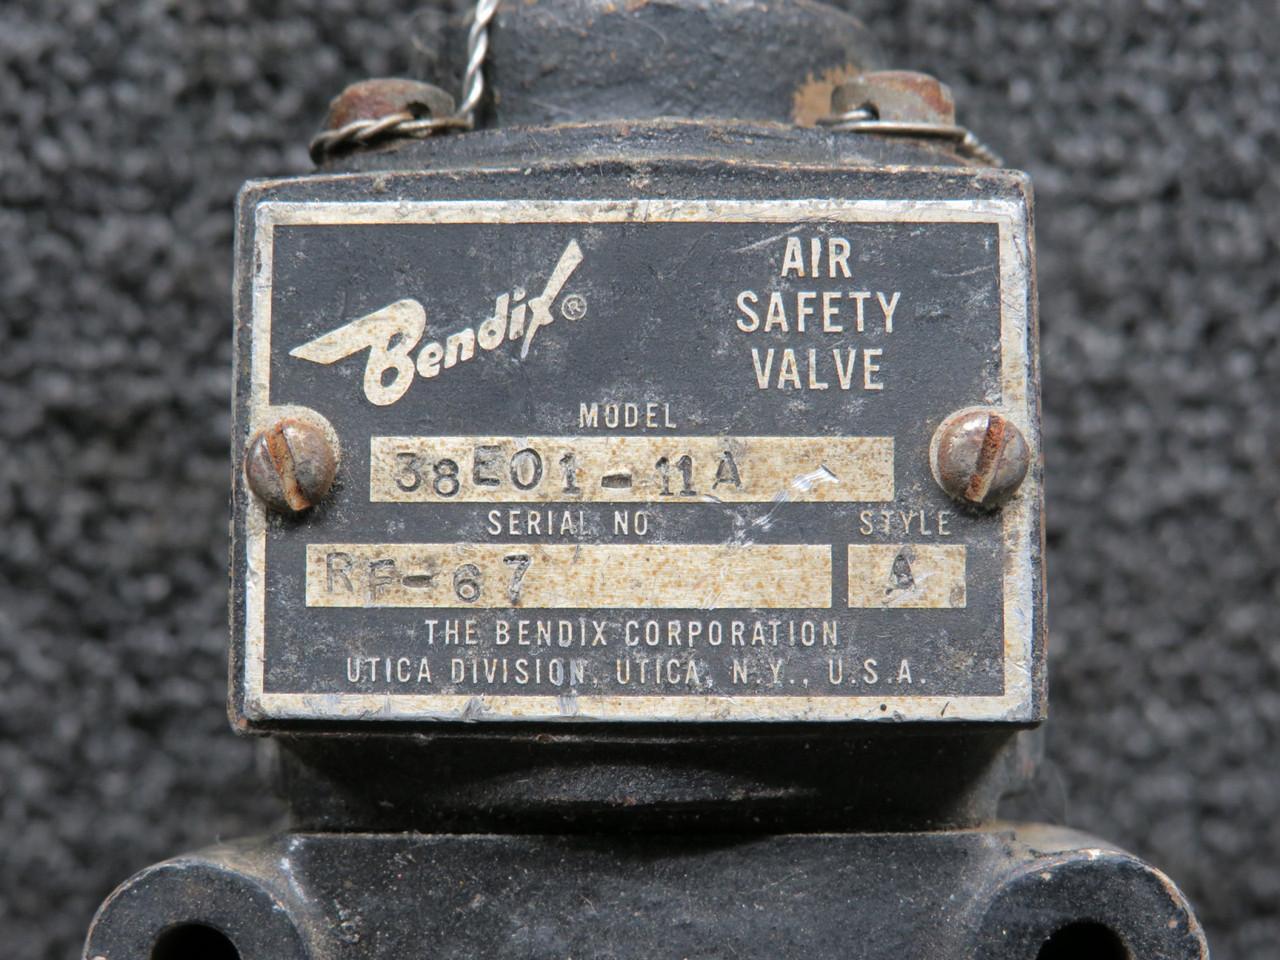 Bendix®
AIR
SAFETY
VALVE
MODEL
38E01-11A
SERIAL NO
STYLE
RF-67
A
THE BENDIX CORPORATION
UTICA DIVISION, UTICA, N.Y., U.S.A.